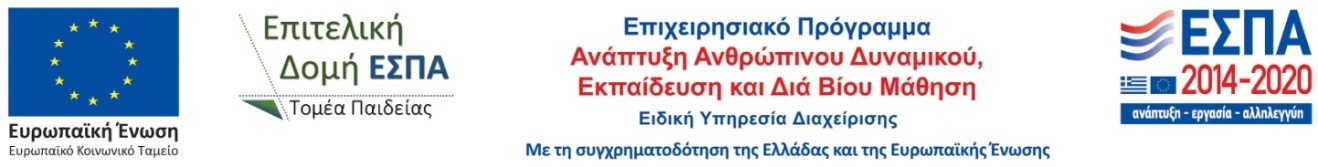 Ευρωπαϊκή Ένωση
Ευρωπαϊκό Κοινωνικό Ταμείο
Επιτελική
Δομή ΕΣΠΑ
Τομέα Παιδείας
Επιχειρησιακό Πρόγραμμα
Ανάπτυξη Ανθρώπινου Δυναμικού,
Εκπαίδευση και Διά Βίου Μάθηση
Ειδική Υπηρεσία Διαχείρισης
Με τη συγχρηματοδότηση της Ελλάδας και της Ευρωπαϊκής Ένωσης
ΕΣΠΑ
2014-2020
ανάπτυξη - εργασία - αλληλεγγύη